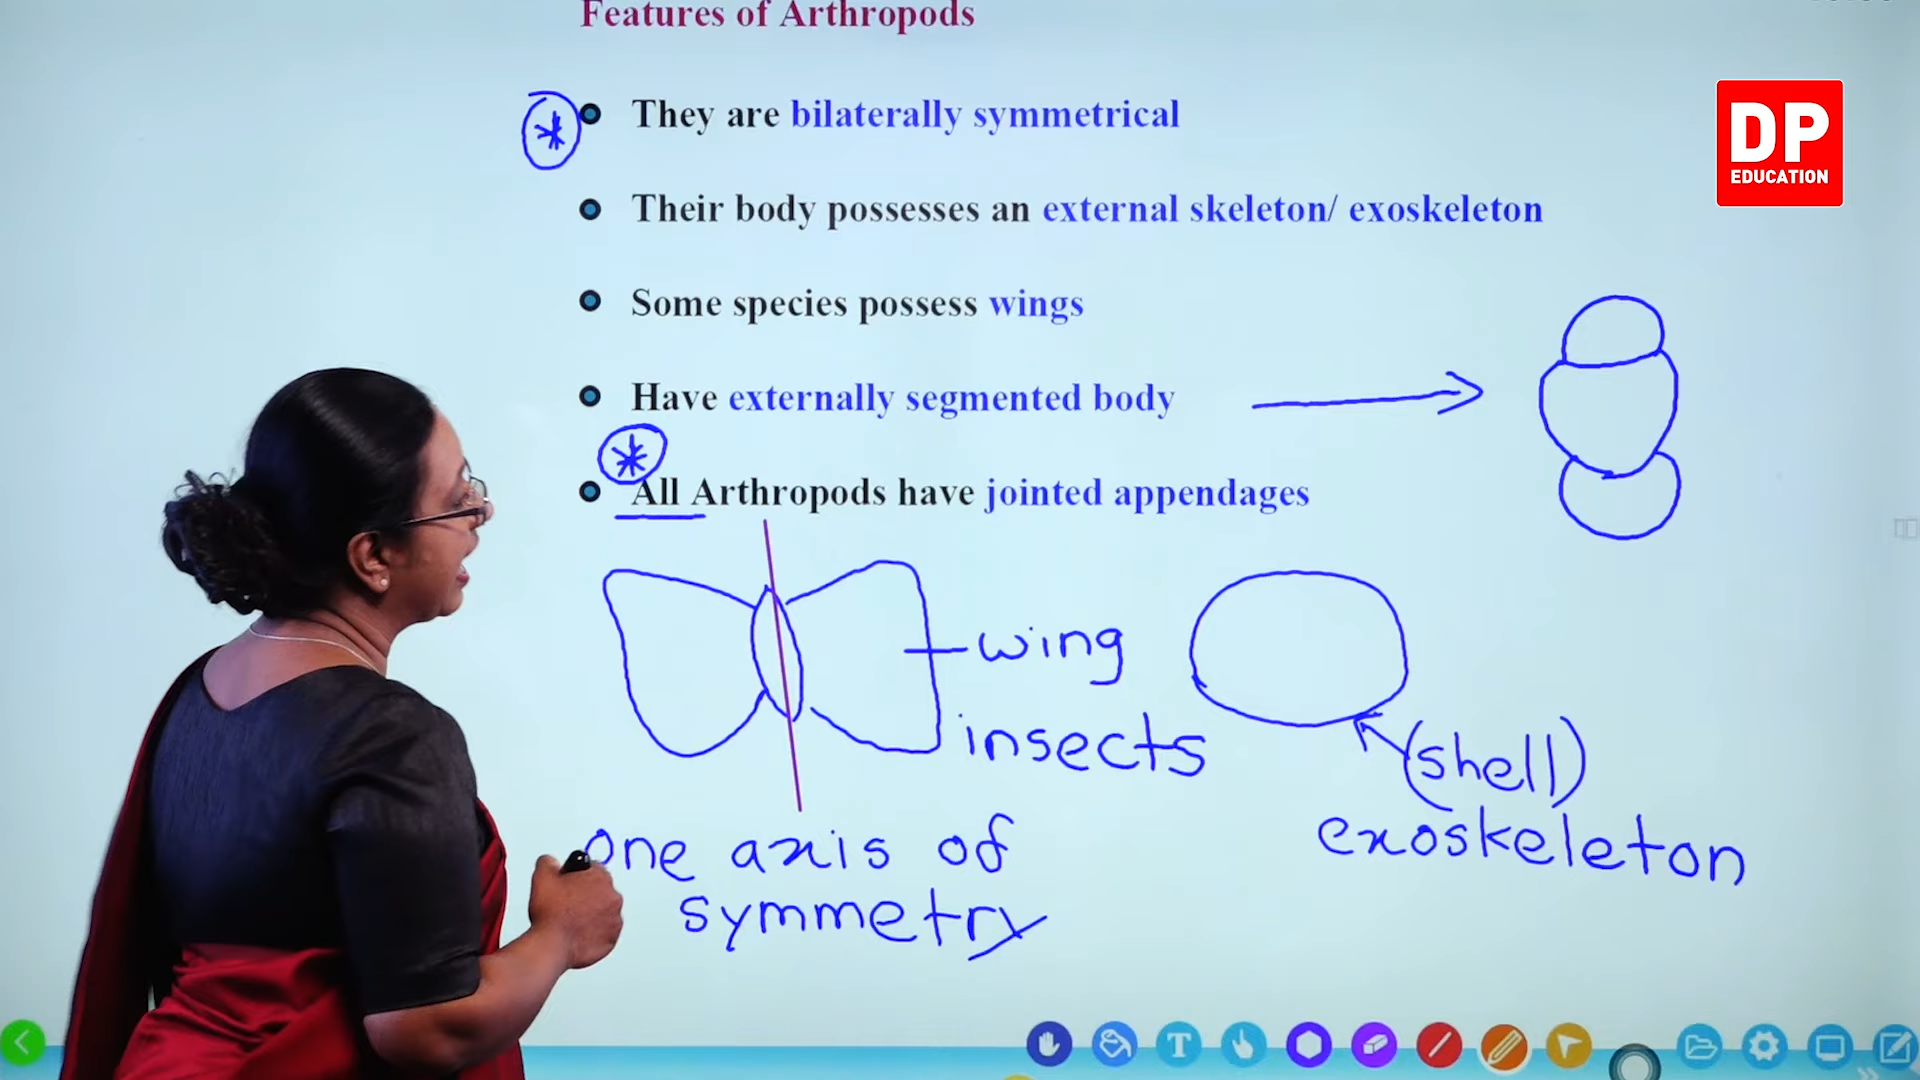 Features of Arthropods
They are bilaterally symmetrical
Their body possesses an external skeleton/ exoskeleton
Some species possess wings
Have externally segmented body
All Arthropods have jointed appendages
wing
insects
(shell)
exoskeleton
one axis of
symmetry
DP
EDUCATION
T